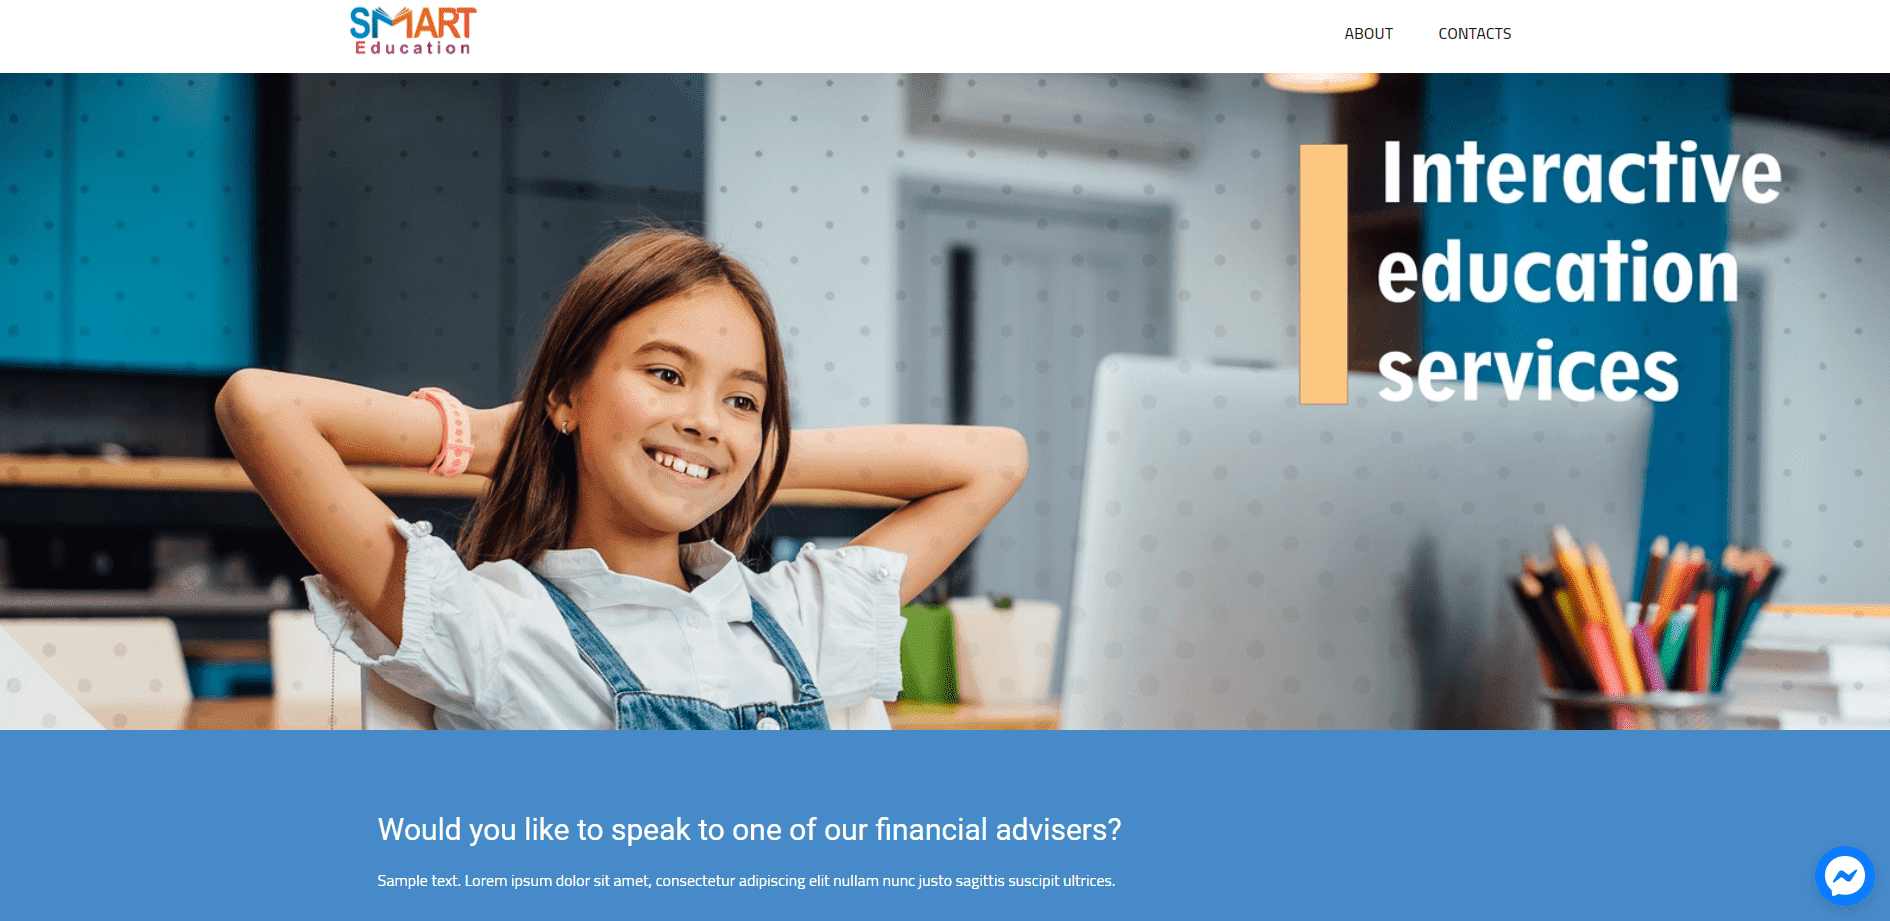 SMART
Education
ABOUT
CONTACTS
Interactive
education
services
Would you like to speak to one of our financial advisers?
Sample text. Lorem ipsum dolor sit amet, consectetur adipiscing elit nullam nunc justo sagittis suscipit ultrices.